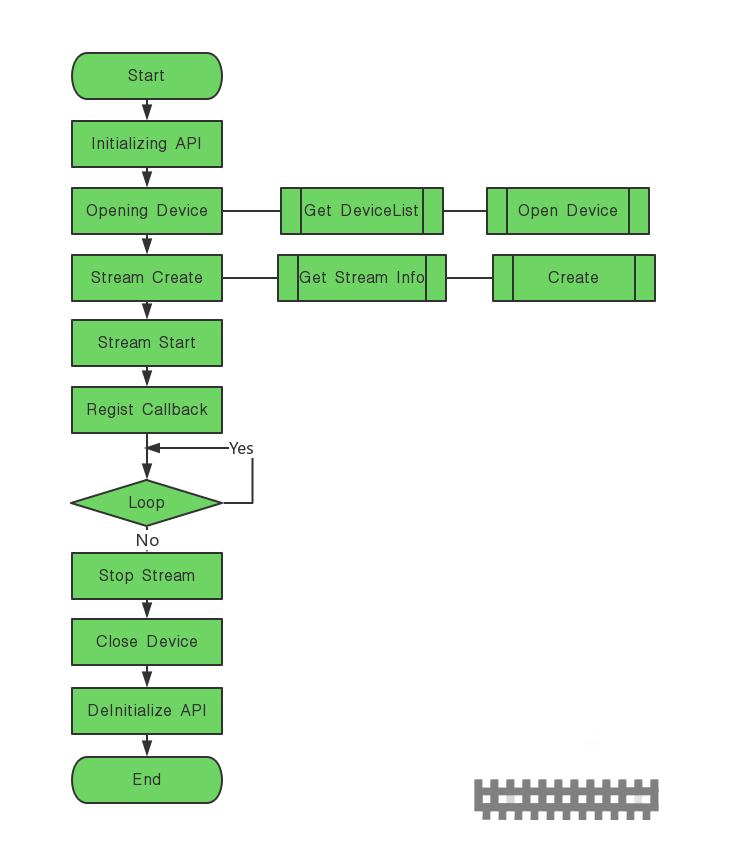 Start
Initializing API
Opening Device
Get DeviceList
Open Device
Stream Create
Get Stream Info
Create
Stream Start
Regist Callback
Yes
Loop
No
Stop Stream
Close Device
DeInitialize API
End